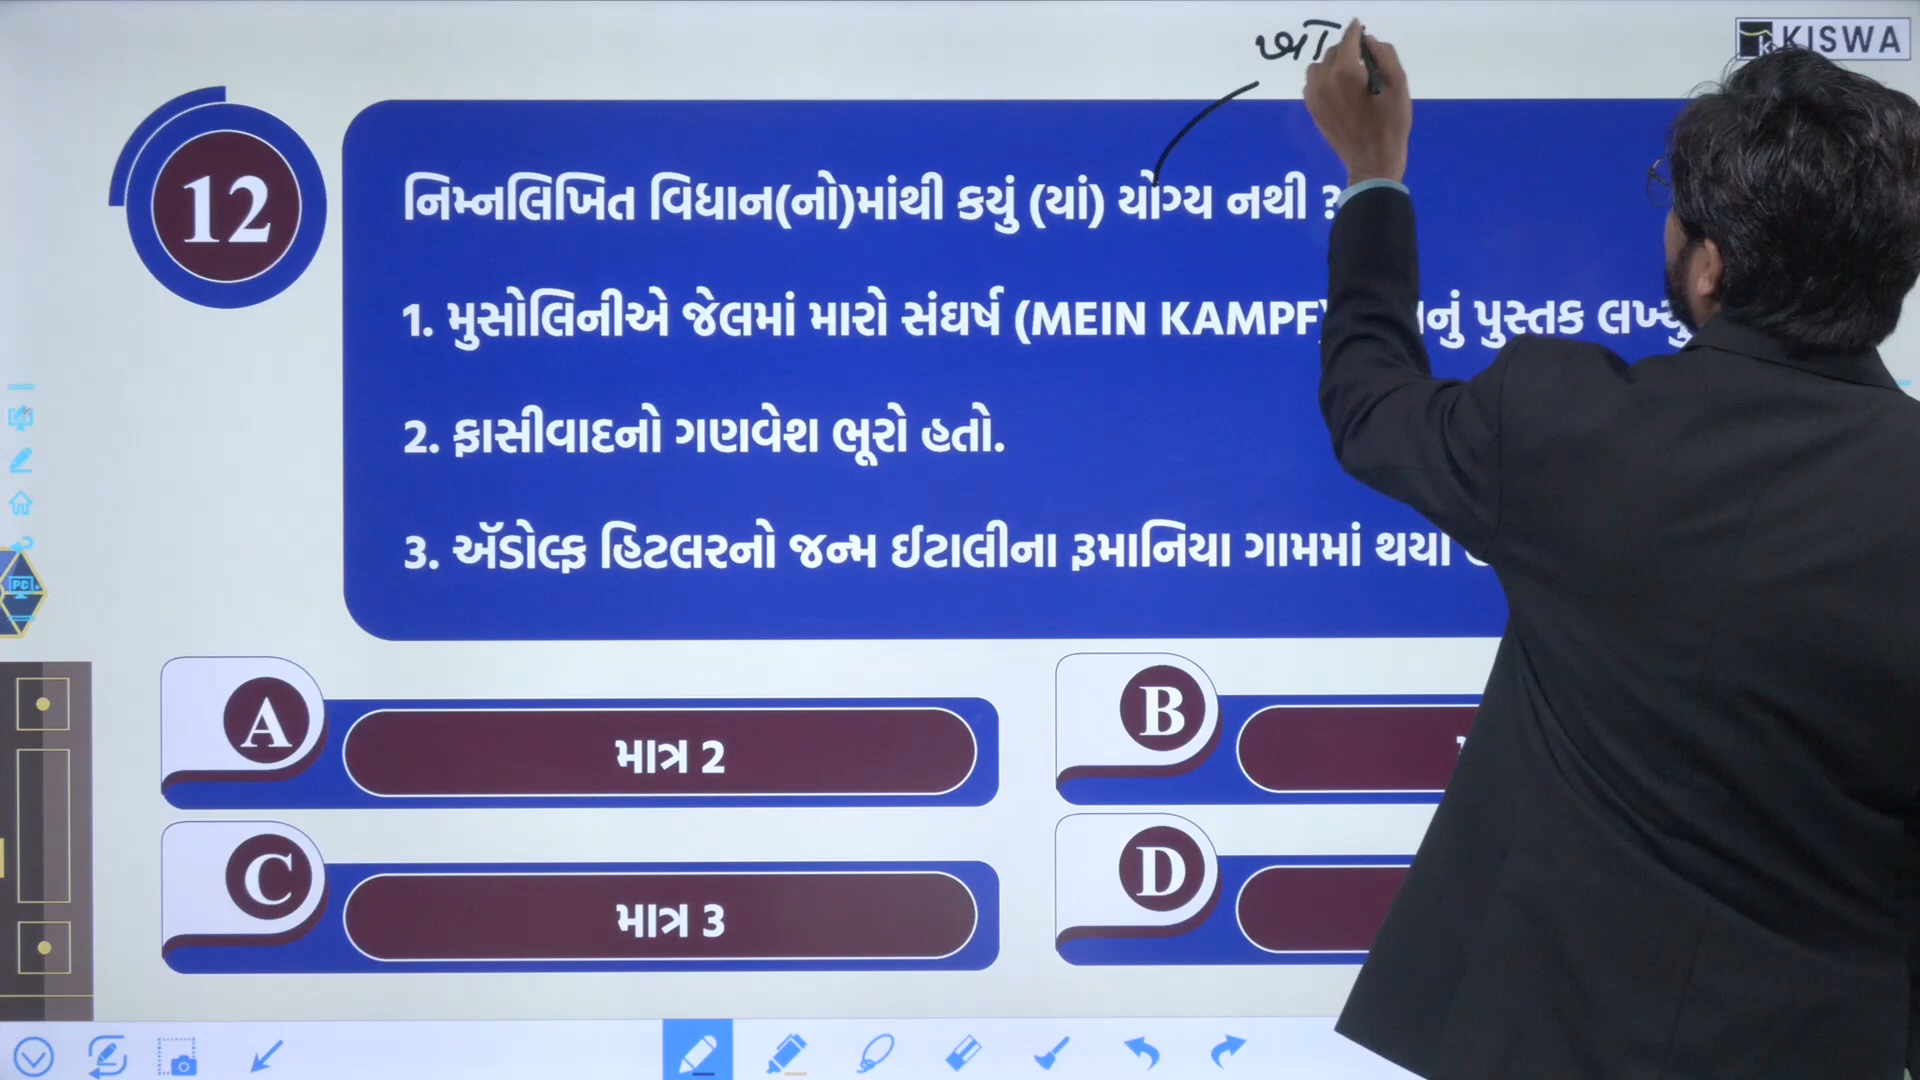 KISWA
12
નિમ્નલિખિત વિધાન(નો)માંથી કયું (યાં) યોગ્ય નથી ?
1. મુસોલિનીએ જેલમાં મારો સંઘર્ષ (MEIN KAMPF) પુસ્તક લખ્યું
2. ફાસીવાદનો ગણવેશ ભૂરો હતો.
3. ઍડોલ્ફ હિટલરનો જન્મ ઈટાલીના રૂમાનિયા ગામમાં થયો
A
માત્ર 2
B
C
માત્ર 3
D
PC